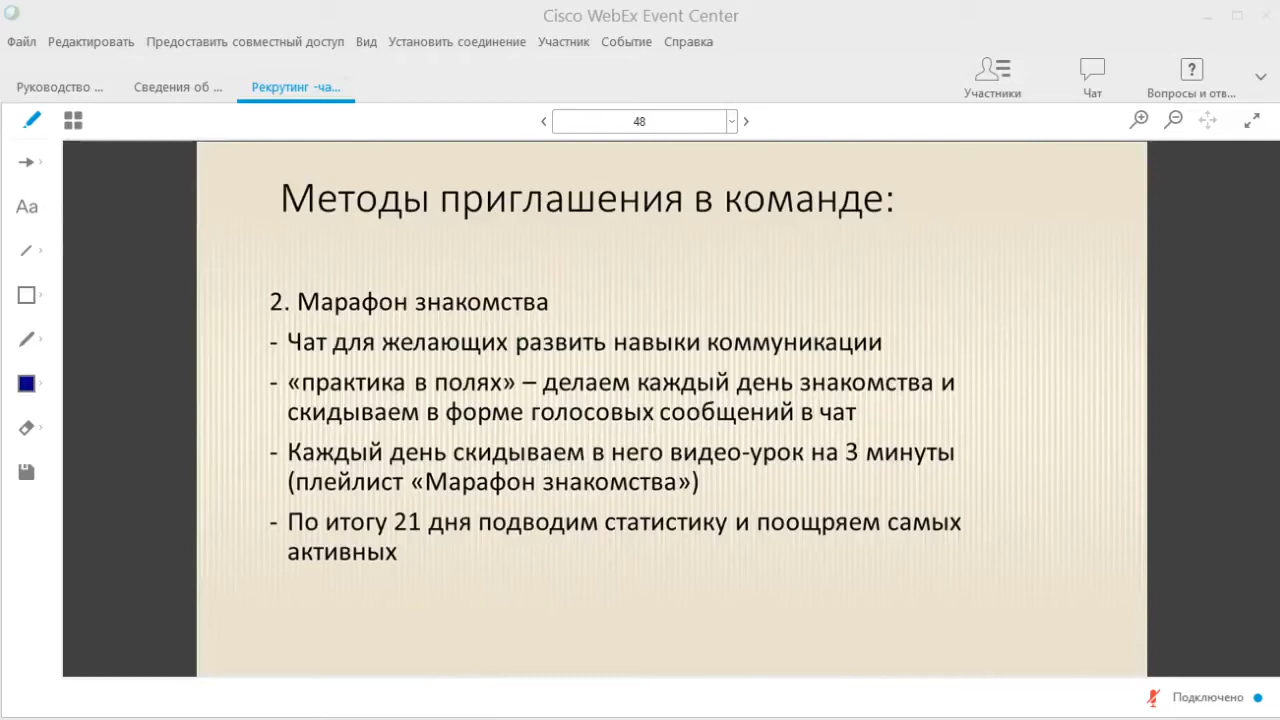 Cisco WebEx Event Center
Файл Редактировать Предоставить совместный доступ Вид Установить соединение Участник Событие Справка
Руководство ... Сведения об ... Рекрутинг -ча...
Участники Чат Вопросы и отв...
48
Aa
Методы приглашения в команде:
2. Марафон знакомства
- Чат для желающих развить навыки коммуникации
- «практика в полях» – делаем каждый день знакомства и
скидываем в форме голосовых сообщений в чат
- Каждый день скидываем в него видео-урок на 3 минуты
(плейлист «Марафон знакомства»)
- По итогу 21 дня подводим статистику и поощряем самых
активных
Подключено